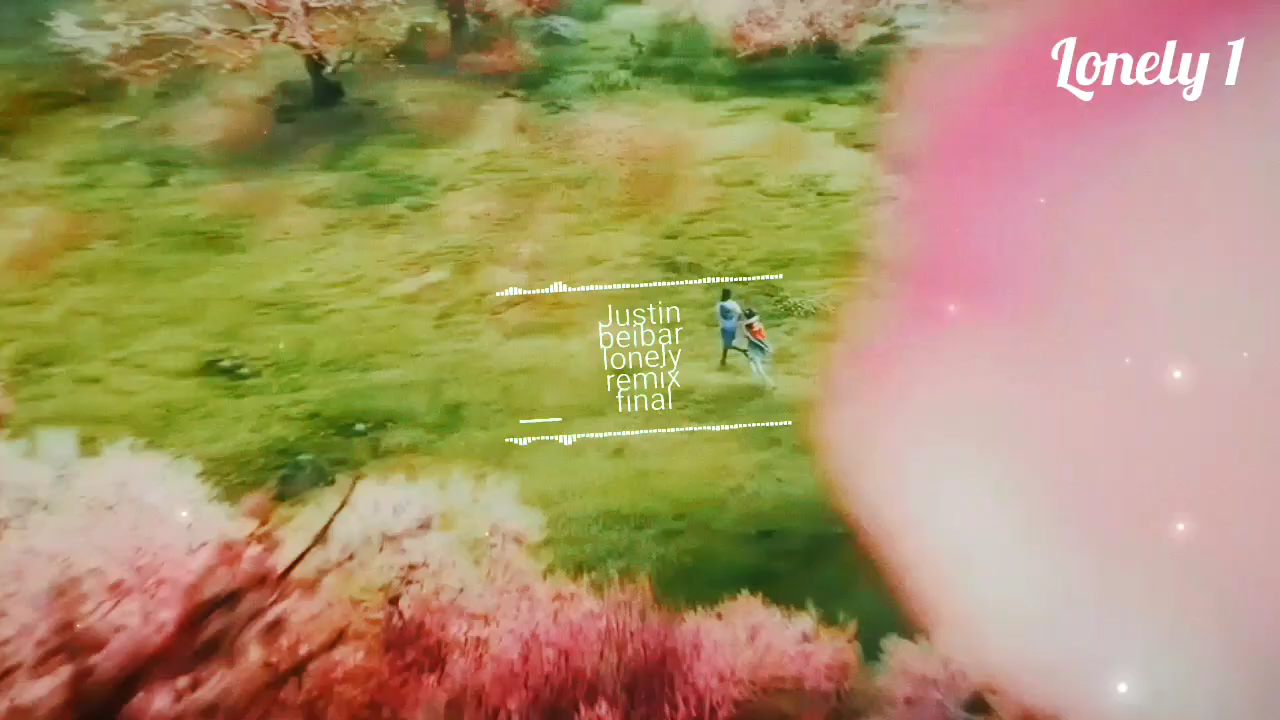 Lonely 1
Justin
beibar
lonely
remix
final